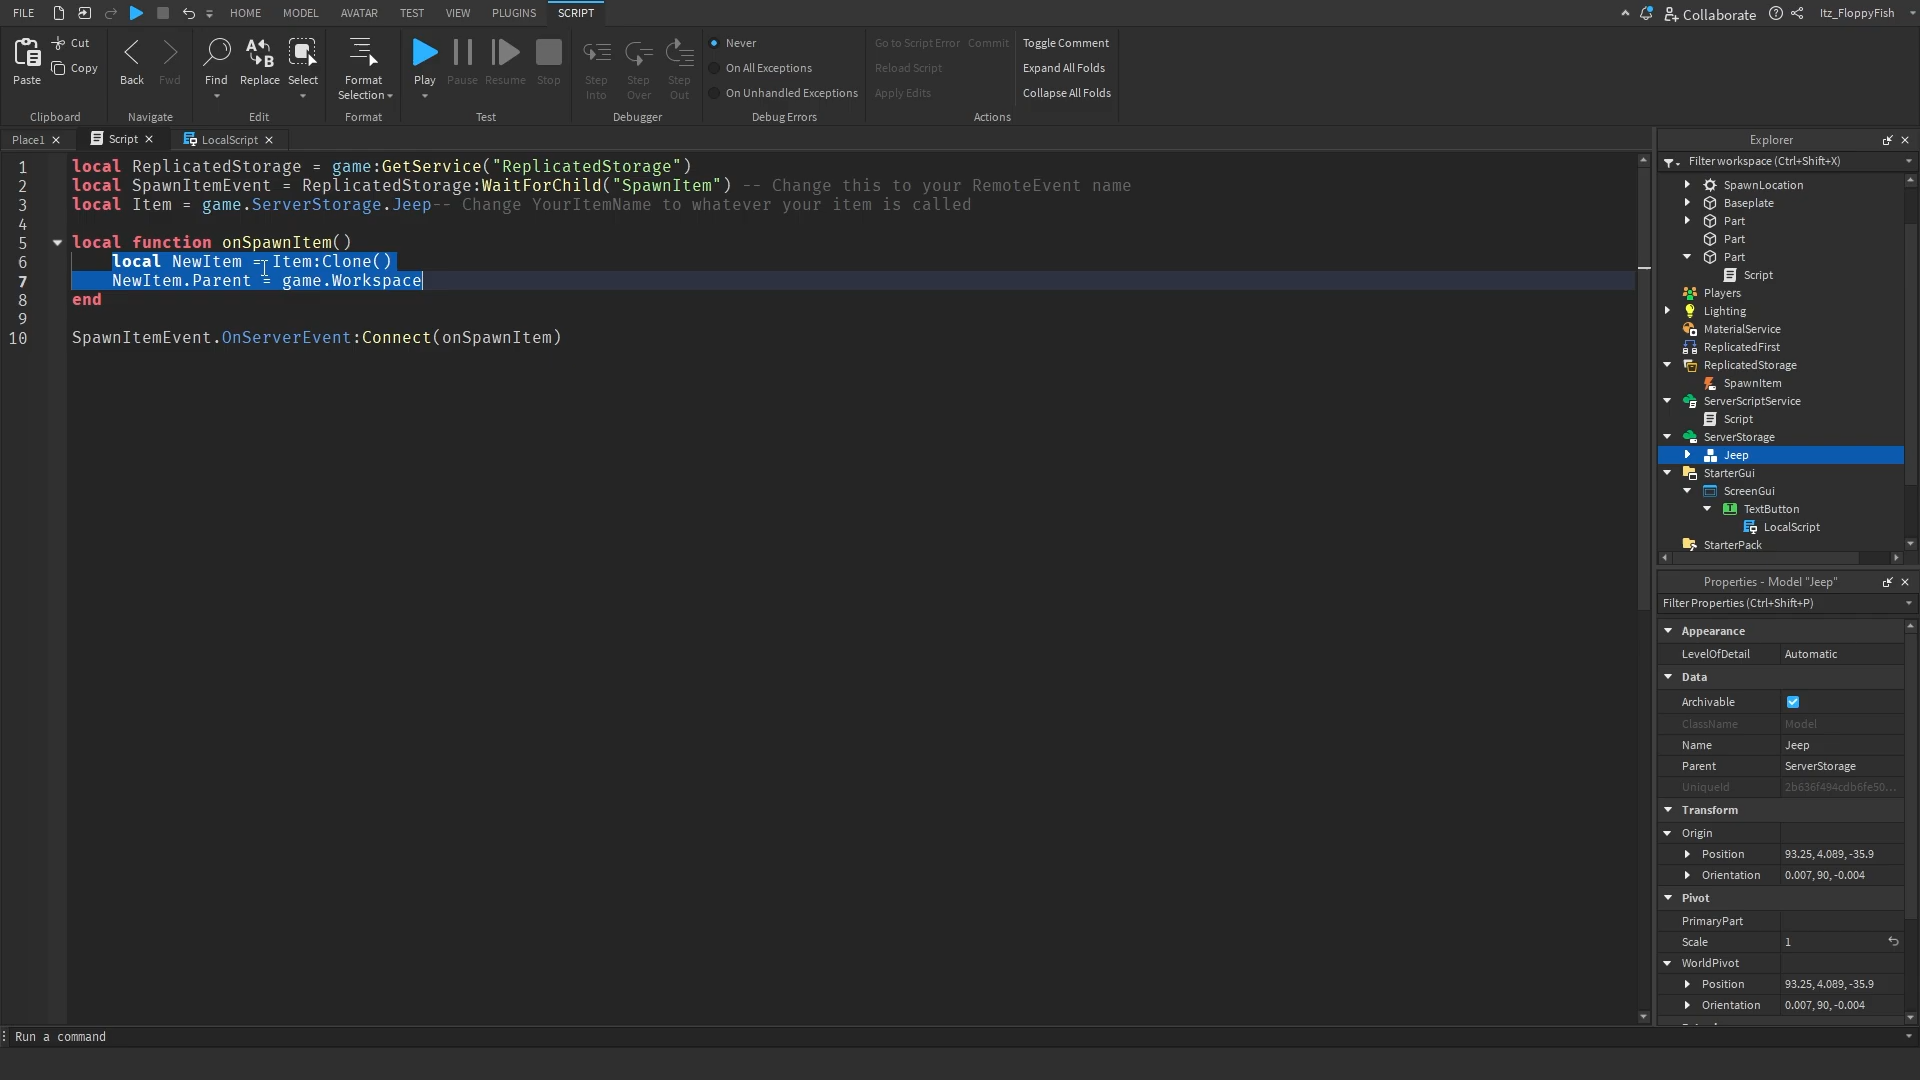 FILE HOME MODEL AVATAR TEST VIEW PLUGINS SCRIPT Collaborate Itz_FloppyFish
Paste Cut Copy Clipboard
Back Fwd Navigate
Find Replace Select Edit
Format Selection Format
Play Pause Resume Stop Test
Step Into Step Over Step Out Debugger
Never
On All Exceptions
On Unhandled Exceptions
Debug Errors
Go to Script Error Commit
Reload Script
Apply Edits
Toggle Comment
Expand All Folds
Collapse All Folds
Actions
Place1 Script LocalScript
1 local ReplicatedStorage = game:GetService("ReplicatedStorage")
2 local SpawnItemEvent = ReplicatedStorage:WaitForChild("SpawnItem") -- Change this to your RemoteEvent name
3 local Item = game.ServerStorage.Jeep-- Change YourItemName to whatever your item is called
4
5 local function onSpawnItem()
6 local NewItem = Item:Clone()
7 NewItem.Parent = game.Workspace
8 end
9
10 SpawnItemEvent.OnServerEvent:Connect(onSpawnItem)
Explorer
Filter workspace (Ctrl+Shift+X)
SpawnLocation
Baseplate
Part
Part
Part
Script
Players
Lighting
MaterialService
ReplicatedFirst
ReplicatedStorage
SpawnItem
ServerScriptService
Script
ServerStorage
Jeep
StarterGui
ScreenGui
TextButton
LocalScript
StarterPack
Properties - Model "Jeep"
Filter Properties (Ctrl+Shift+P)
Appearance
LevelOfDetail Automatic
Data
Archivable
ClassName Model
Name Jeep
Parent ServerStorage
UniqueId 2b636f494cdb6fe50...
Transform
Origin
Position 93.25, 4.089, -35.9
Orientation 0.007, 90, -0.004
Pivot
PrimaryPart
Scale 1
WorldPivot
Position 93.25, 4.089, -35.9
Orientation 0.007, 90, -0.004
Run a command